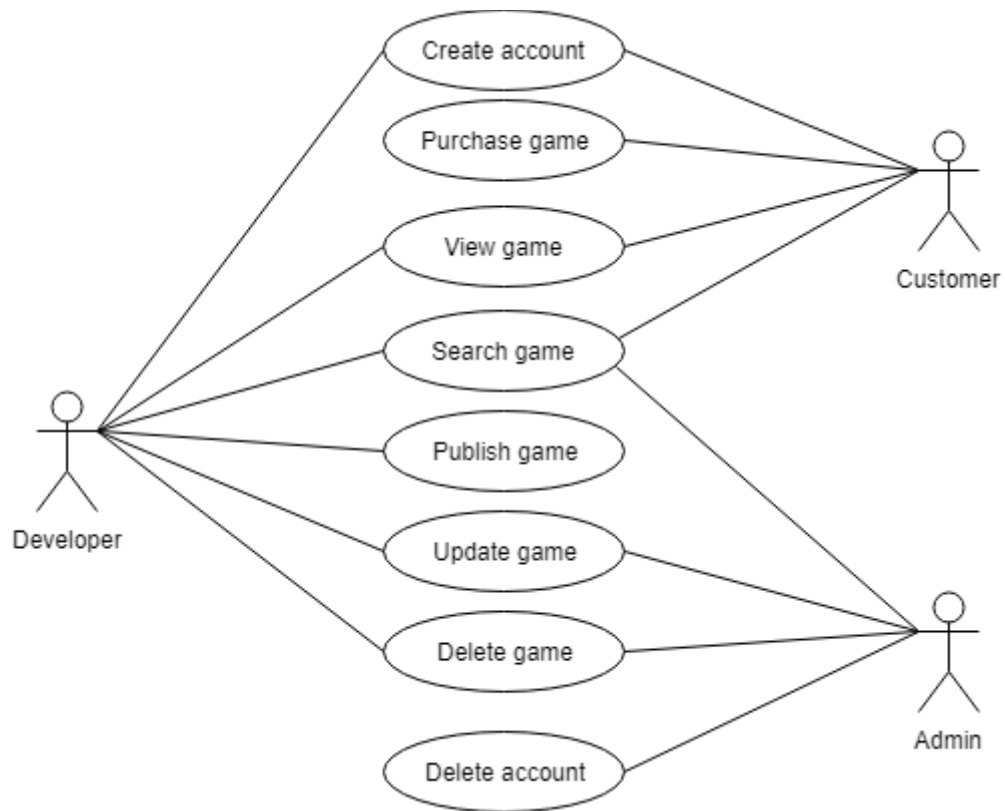 Create account
Purchase game
Customer
View game
Search game
Publish game
Developer
Update game
Delete game
Admin
Delete account